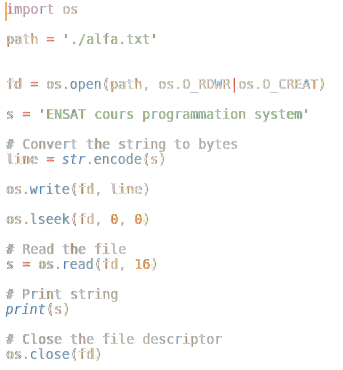 import os
path = './alfa.txt'
fd = os.open(path, os.O_RDWR|os.O_CREAT)
s = 'ENSAT cours programmation system'
# Convert the string to bytes
line = str.encode(s)
os.write(fd, line)
os.lseek(fd, 0, 0)
# Read the file
s = os.read(fd, 16)
# Print string
print(s)
# Close the file descriptor
os.close(fd)